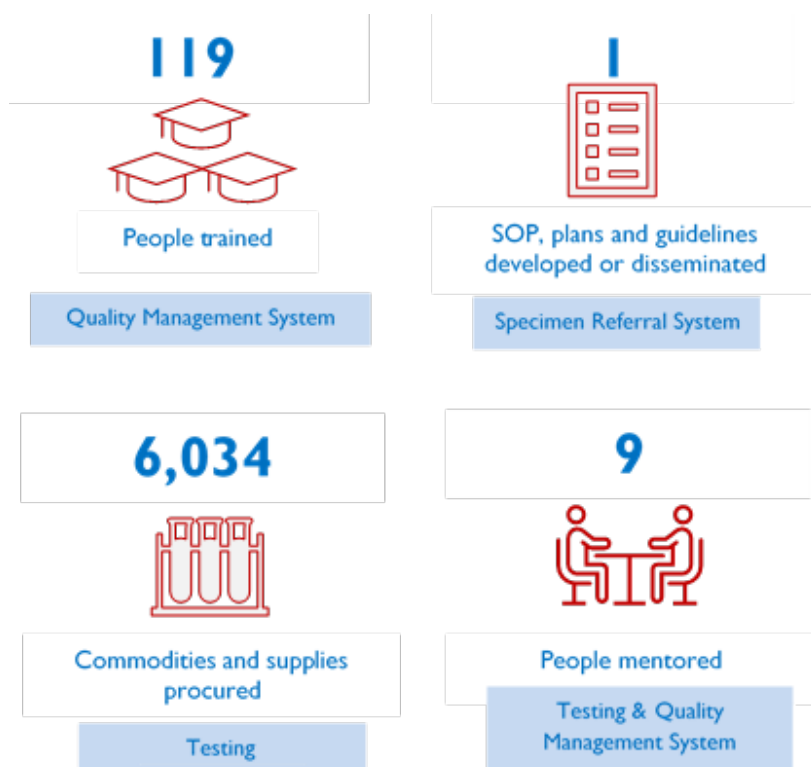 119
People trained
Quality Management System
1
SOP, plans and guidelines
developed or disseminated
Specimen Referral System
6,034
Commodities and supplies
procured
Testing
9
People mentored
Testing & Quality
Management System